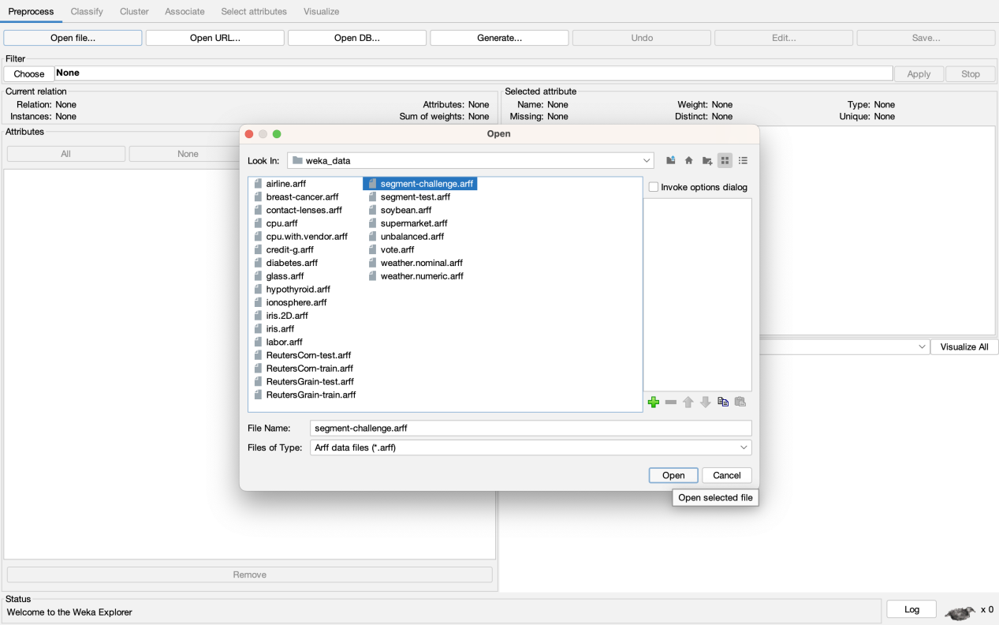 Preprocess Classify Cluster Associate Select attributes Visualize
Open file... Open URL... Open DB... Generate... Undo Edit... Save...
Filter
Choose None Apply Stop
Current relation
Relation: None Attributes: None
Instances: None Sum of weights: None
Selected attribute
Name: None Weight: None Type: None
Missing: None Distinct: None Unique: None
Attributes
All None
Open
Look In: weka_data
Invoke options dialog
airline.arff
breast-cancer.arff
contact-lenses.arff
cpu.arff
cpu.with.vendor.arff
credit-g.arff
diabetes.arff
glass.arff
hypothyroid.arff
ionosphere.arff
iris.2D.arff
iris.arff
labor.arff
ReutersCorn-test.arff
ReutersCorn-train.arff
ReutersGrain-test.arff
ReutersGrain-train.arff
segment-challenge.arff
segment-test.arff
soybean.arff
supermarket.arff
unbalanced.arff
vote.arff
weather.nominal.arff
weather.numeric.arff
File Name: segment-challenge.arff
Files of Type: Arff data files (*.arff)
Open Cancel
Open selected file
Visualize All
Remove
Status
Welcome to the Weka Explorer
Log x 0